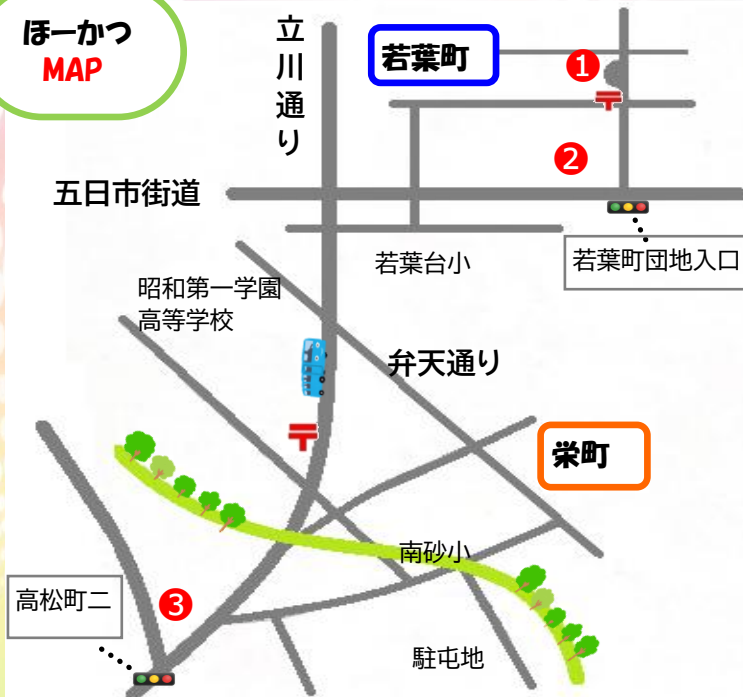 ほーかつ
MAP
立川通り
若葉町
❶
❷
五日市街道
若葉台小
若葉町団地入口
昭和第一学園
高等学校
弁天通り
栄町
南砂小
高松町二
❸
駐屯地